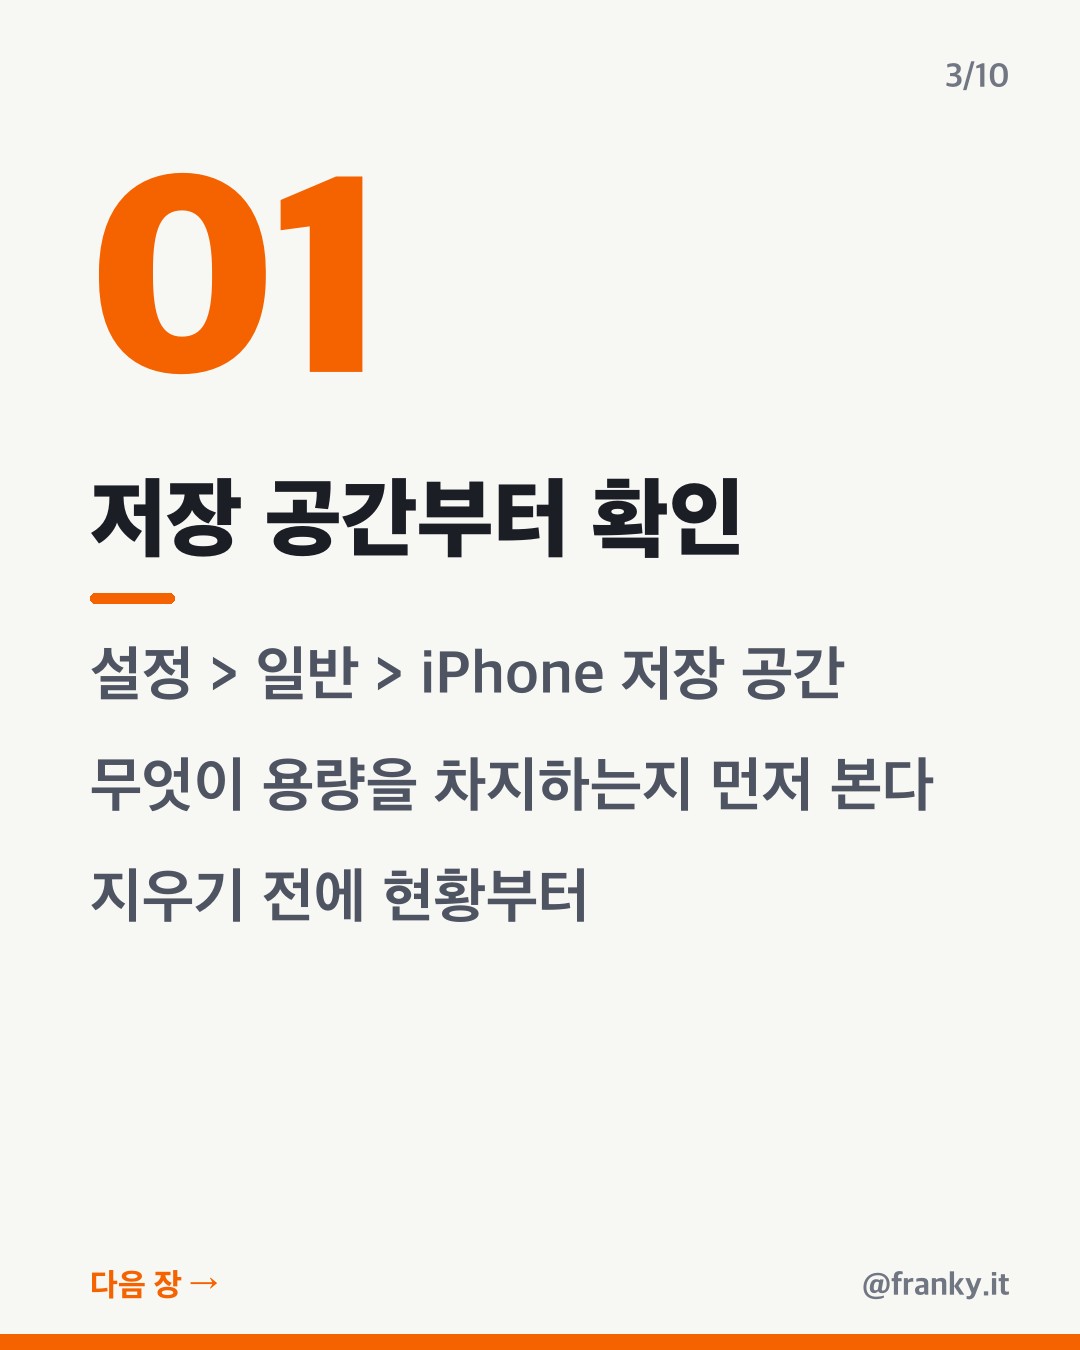 3/10
01
저장 공간부터 확인
설정 > 일반 > iPhone 저장 공간
무엇이 용량을 차지하는지 먼저 본다
지우기 전에 현황부터
다음 장 →
@franky.it